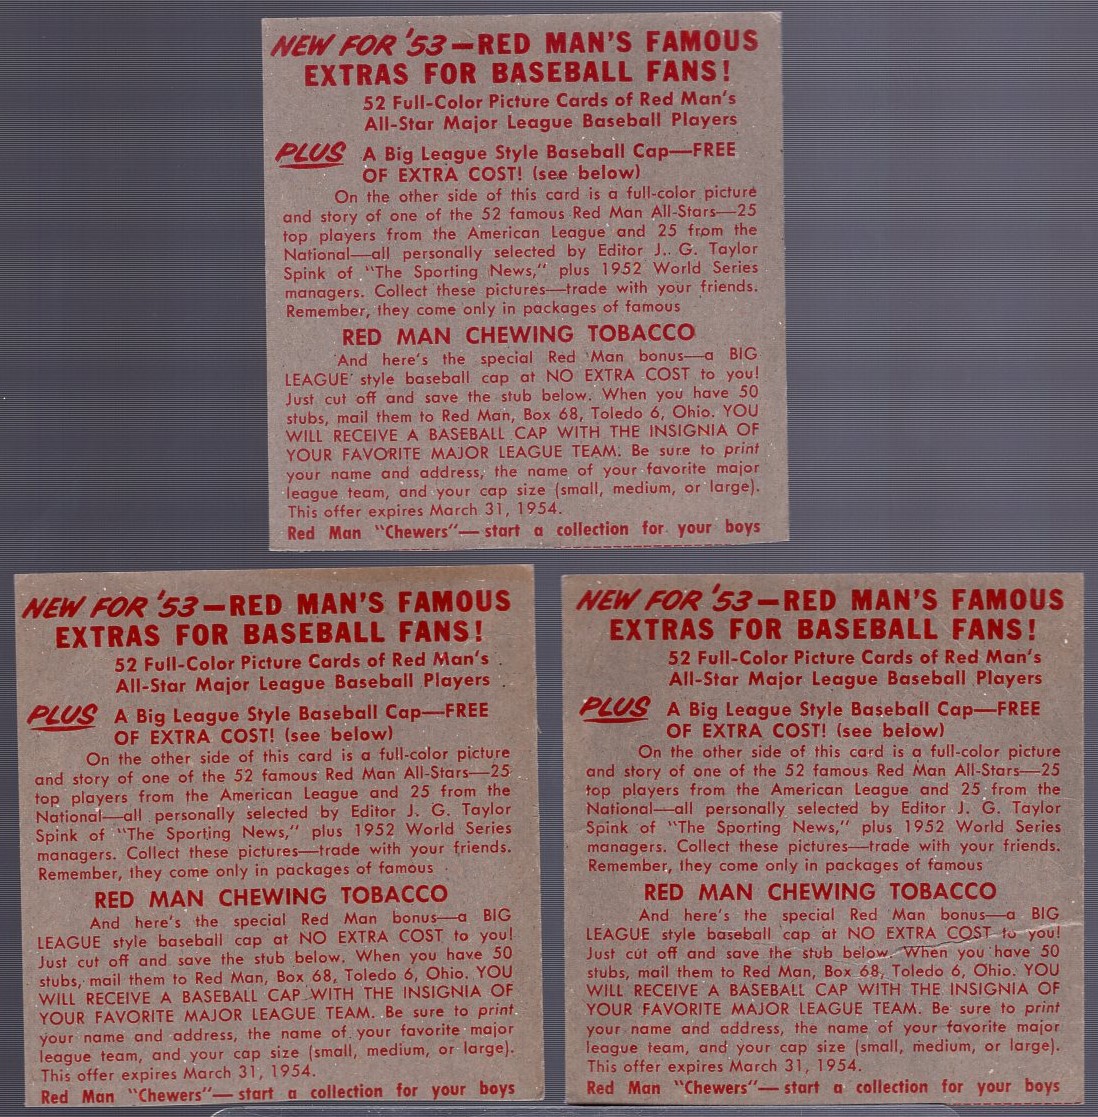 NEW FOR '53—RED MAN'S FAMOUS
EXTRAS FOR BASEBALL FANS!
52 Full-Color Picture Cards of Red Man's
All-Star Major League Baseball Players
PLUS A Big League Style Baseball Cap—FREE
OF EXTRA COST! (see below)
On the other side of this card is a full-color picture
and story of one of the 52 famous Red Man All-Stars—25
top players from the American League and 25 from the
National—all personally selected by Editor J. G. Taylor
Spink of "The Sporting News," plus 1952 World Series
managers. Collect these pictures—trade with your friends.
Remember, they come only in packages of famous
RED MAN CHEWING TOBACCO
And here's the special Red Man bonus—a BIG
LEAGUE style baseball cap at NO EXTRA COST to you!
Just cut off and save the stub below. When you have 50
stubs, mail them to Red Man, Box 68, Toledo 6, Ohio. YOU
WILL RECEIVE A BASEBALL CAP WITH THE INSIGNIA OF
YOUR FAVORITE MAJOR LEAGUE TEAM. Be sure to print
your name and address, the name of your favorite major
league team, and your cap size (small, medium, or large).
This offer expires March 31, 1954.
Red Man "Chewers"—start a collection for your boys
NEW FOR '53—RED MAN'S FAMOUS
EXTRAS FOR BASEBALL FANS!
52 Full-Color Picture Cards of Red Man's
All-Star Major League Baseball Players
PLUS A Big League Style Baseball Cap—FREE
OF EXTRA COST! (see below)
On the other side of this card is a full-color picture
and story of one of the 52 famous Red Man All-Stars—25
top players from the American League and 25 from the
National—all personally selected by Editor J. G. Taylor
Spink of "The Sporting News," plus 1952 World Series
managers. Collect these pictures—trade with your friends.
Remember, they come only in packages of famous
RED MAN CHEWING TOBACCO
And here's the special Red Man bonus—a BIG
LEAGUE style baseball cap at NO EXTRA COST to you!
Just cut off and save the stub below. When you have 50
stubs, mail them to Red Man, Box 68, Toledo 6, Ohio. YOU
WILL RECEIVE A BASEBALL CAP WITH THE INSIGNIA OF
YOUR FAVORITE MAJOR LEAGUE TEAM. Be sure to print
your name and address, the name of your favorite major
league team, and your cap size (small, medium, or large).
This offer expires March 31, 1954.
Red Man "Chewers"—start a collection for your boys
NEW FOR '53—RED MAN'S FAMOUS
EXTRAS FOR BASEBALL FANS!
52 Full-Color Picture Cards of Red Man's
All-Star Major League Baseball Players
PLUS A Big League Style Baseball Cap—FREE
OF EXTRA COST! (see below)
On the other side of this card is a full-color picture
and story of one of the 52 famous Red Man All-Stars—25
top players from the American League and 25 from the
National—all personally selected by Editor J. G. Taylor
Spink of "The Sporting News," plus 1952 World Series
managers. Collect these pictures—trade with your friends.
Remember, they come only in packages of famous
RED MAN CHEWING TOBACCO
And here's the special Red Man bonus—a BIG
LEAGUE style baseball cap at NO EXTRA COST to you!
Just cut off and save the stub below. When you have 50
stubs, mail them to Red Man, Box 68, Toledo 6, Ohio. YOU
WILL RECEIVE A BASEBALL CAP WITH THE INSIGNIA OF
YOUR FAVORITE MAJOR LEAGUE TEAM. Be sure to print
your name and address, the name of your favorite major
league team, and your cap size (small, medium, or large).
This offer expires March 31, 1954.
Red Man "Chewers"—start a collection for your boys